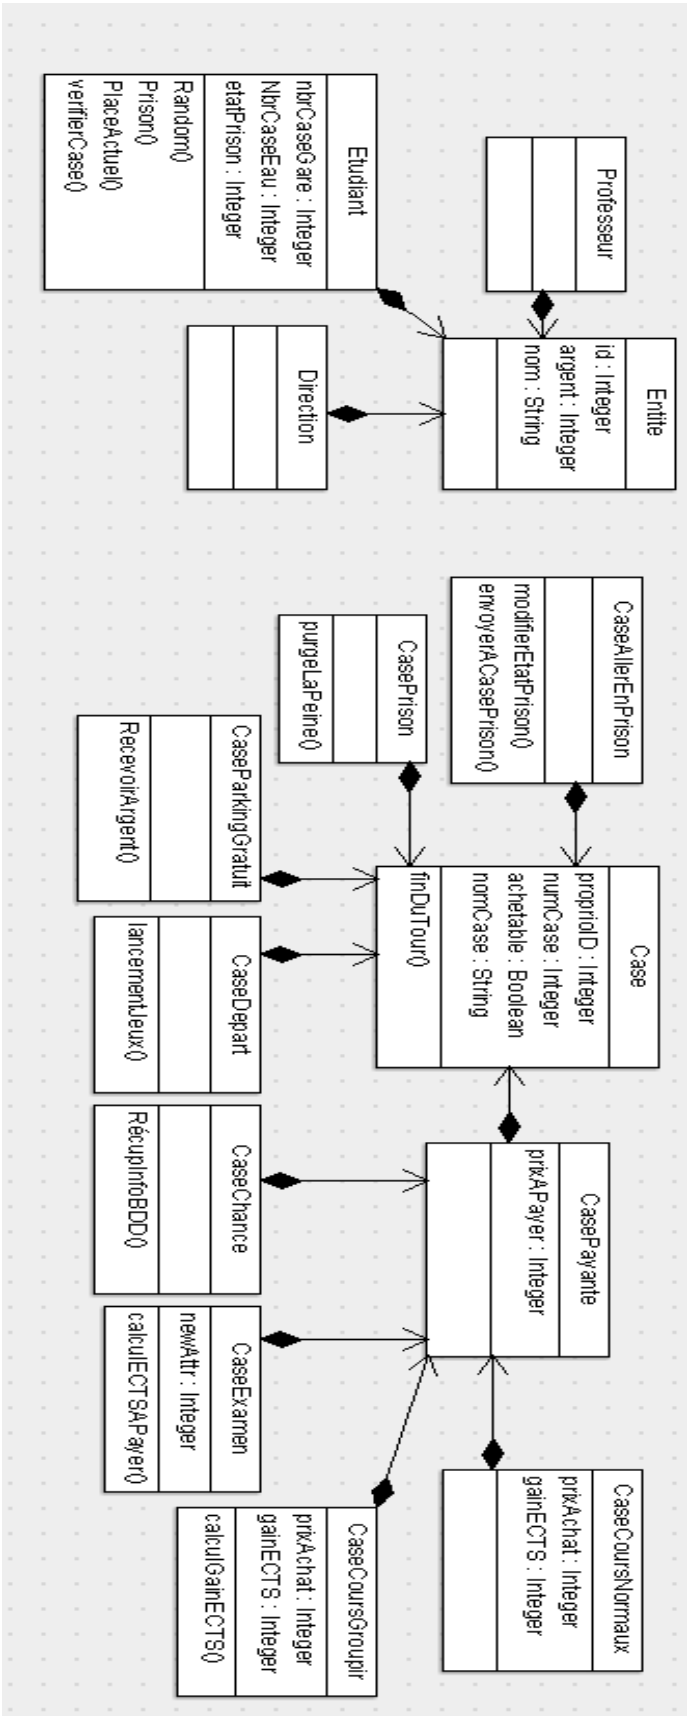 Professeur
Entite
id : Integer
argent : Integer
nom : String
Etudiant
nbrCaseGare : Integer
NbrCaseEau : Integer
etatPrison : Integer
Random()
Prison()
PlaceActuel()
verifierCase()
Direction
CaseAllerEnPrison
modifierEtatPrison()
envoyerACasePrison()
Case
proprioID : Integer
numCase : Integer
achetable : Boolean
nomCase : String
finDuTour()
CasePayante
prixAPayer : Integer
CaseCoursNormaux
prixAchat : Integer
gainECTS : Integer
CasePrison
purgeLaPeine()
CaseParkingGratuit
RecevoirArgent()
CaseDepart
lancementJeux()
CaseChance
RécupInfoBDD()
CaseExamen
newAttr : Integer
calculECTSAPayer()
CaseCoursGroupir
prixAchat : Integer
gainECTS : Integer
calculGainECTS()